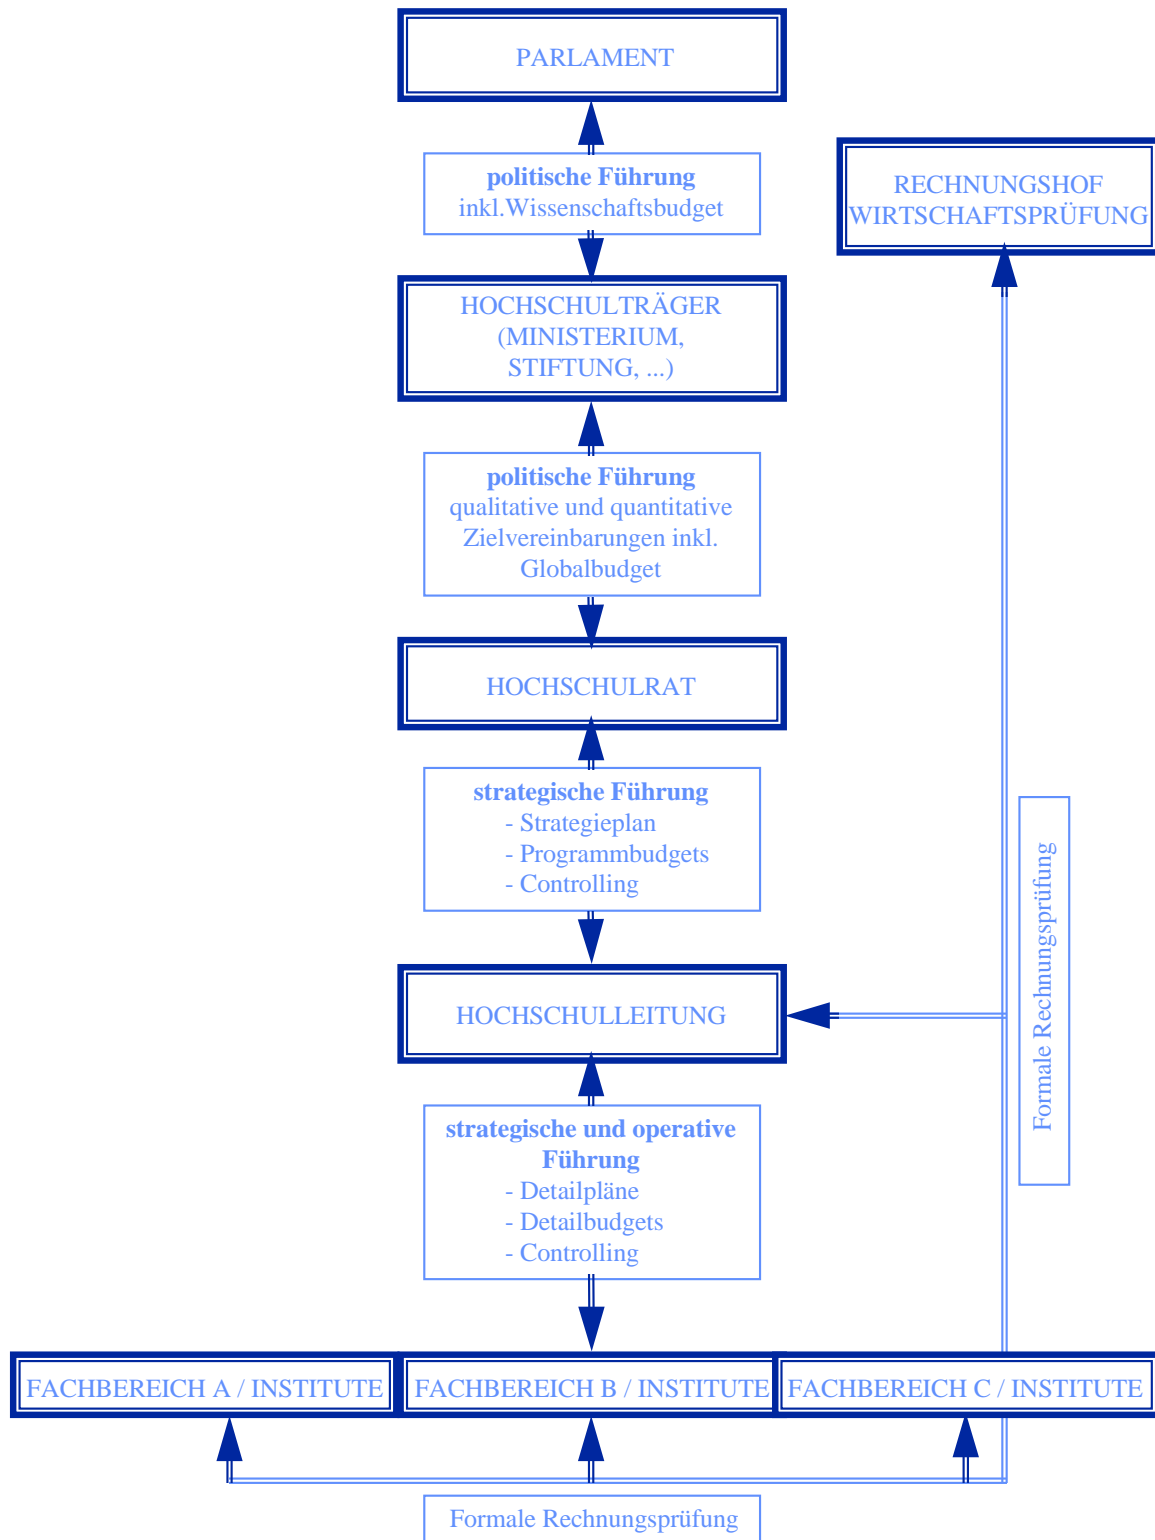 PARLAMENT
politische Führung
inkl.Wissenschaftsbudget
RECHNUNGSHOF
WIRTSCHAFTSPRÜFUNG
HOCHSCHULTRÄGER
(MINISTERIUM,
STIFTUNG, ...)
politische Führung
qualitative und quantitative
Zielvereinbarungen inkl.
Globalbudget
HOCHSCHULRAT
strategische Führung
- Strategieplan
- Programmbudgets
- Controlling
Formale Rechnungsprüfung
HOCHSCHULLEITUNG
strategische und operative
Führung
- Detailpläne
- Detailbudgets
- Controlling
FACHBEREICH A / INSTITUTE
FACHBEREICH B / INSTITUTE
FACHBEREICH C / INSTITUTE
Formale Rechnungsprüfung